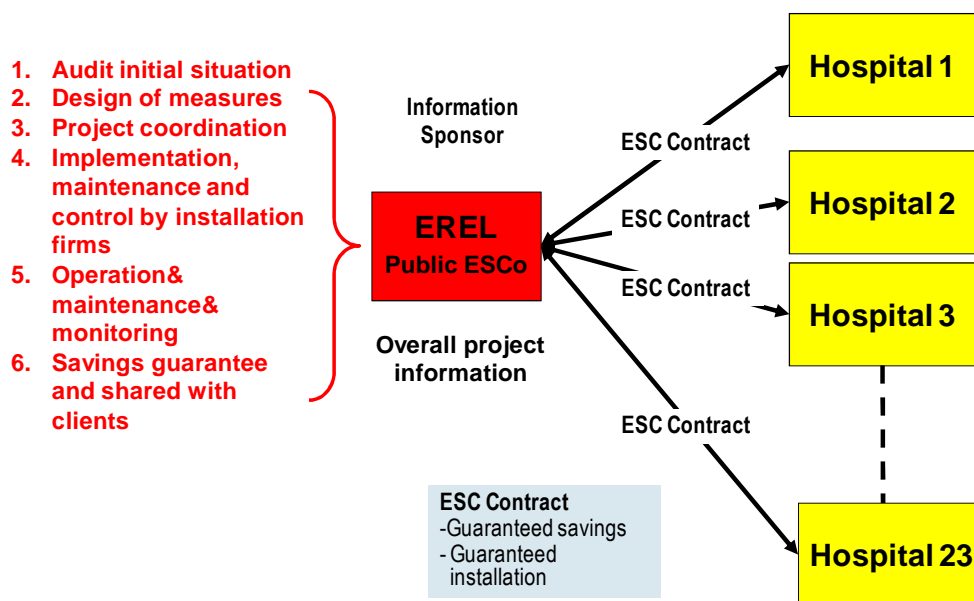 1. Audit initial situation
2. Design of measures
3. Project coordination
4. Implementation,
maintenance and
control by installation
firms
5. Operation&
maintenance&
monitoring
6. Savings guarantee
and shared with
clients
Information
Sponsor
EREL
Public ESCo
Overall project
information
ESC Contract
ESC Contract
ESC Contract
ESC Contract
Hospital 1
Hospital 2
Hospital 3
Hospital 23
ESC Contract
-Guaranteed savings
- Guaranteed
installation